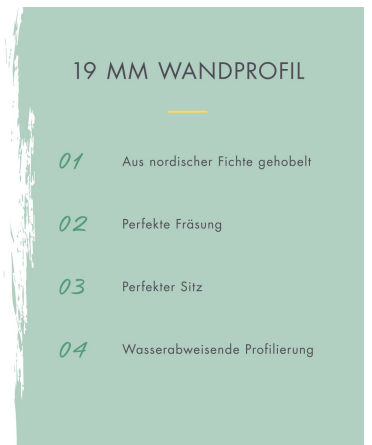 19 MM WANDPROFIL
01 Aus nordischer Fichte gehobelt
02 Perfekte Fräsung
03 Perfekter Sitz
04 Wasserabweisende Profilierung